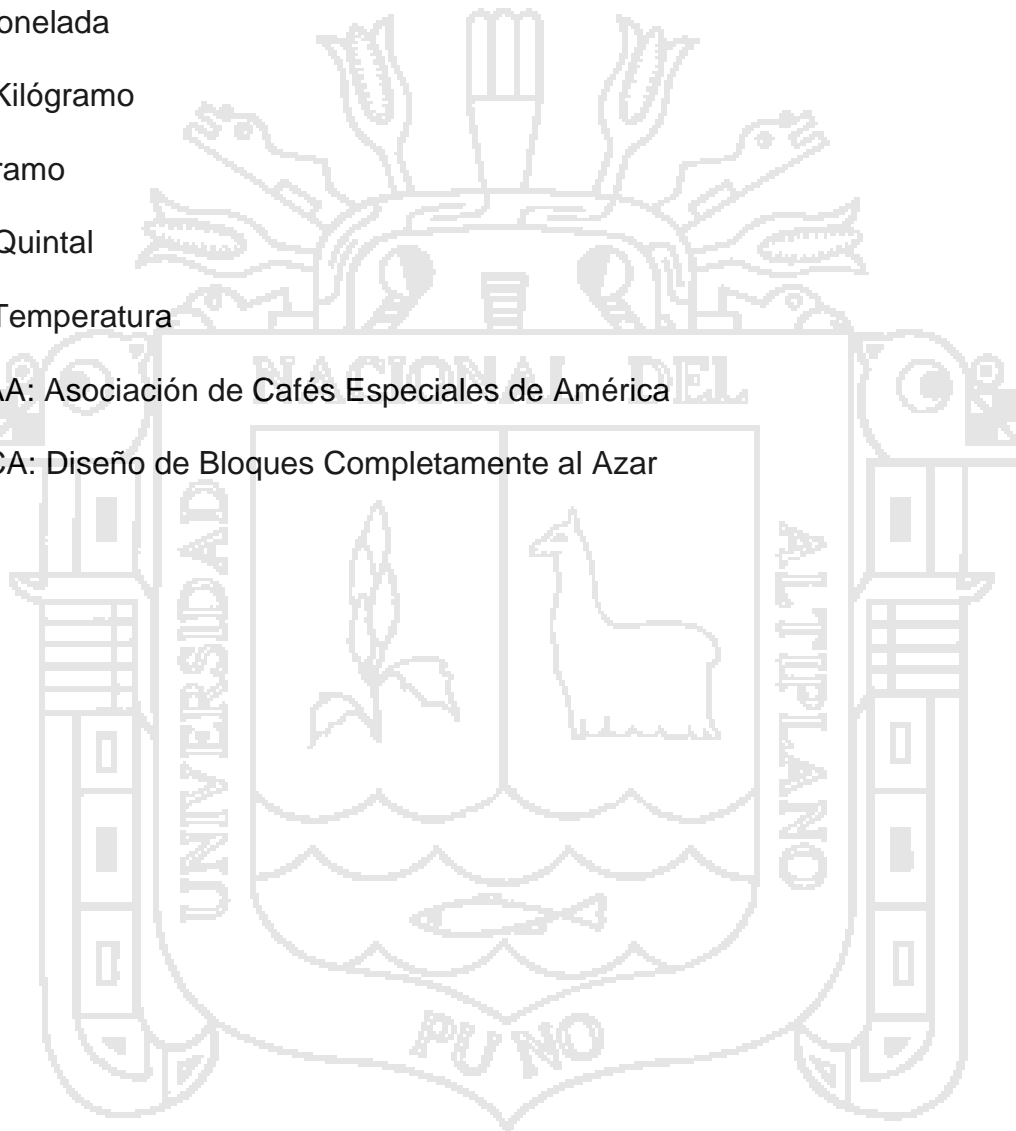 onelada
Kilógramo
ramo
Quintal
Temperatura
AA: Asociación de Cafés Especiales de América
CA: Diseño de Bloques Completamente al Azar
UNIVERSIDAD
NACIONAL DEL
ALTIPLANO
PUNO